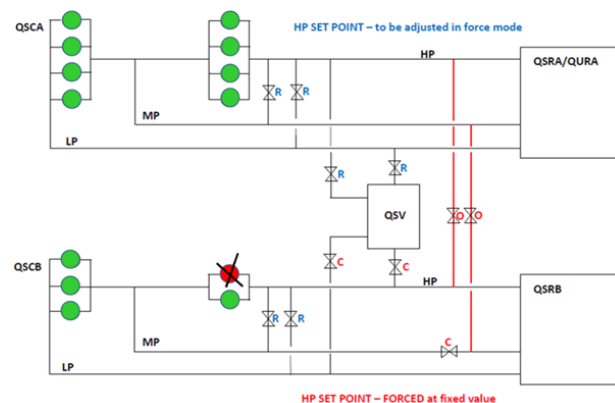 HP SET POINT – to be adjusted in force mode
QSCA
HP
QSRA/QURA
R
R
MP
LP
R
R
QSV
O
O
QSCB
C
C
HP
QSRB
R
R
C
MP
LP
HP SET POINT – FORCED at fixed value